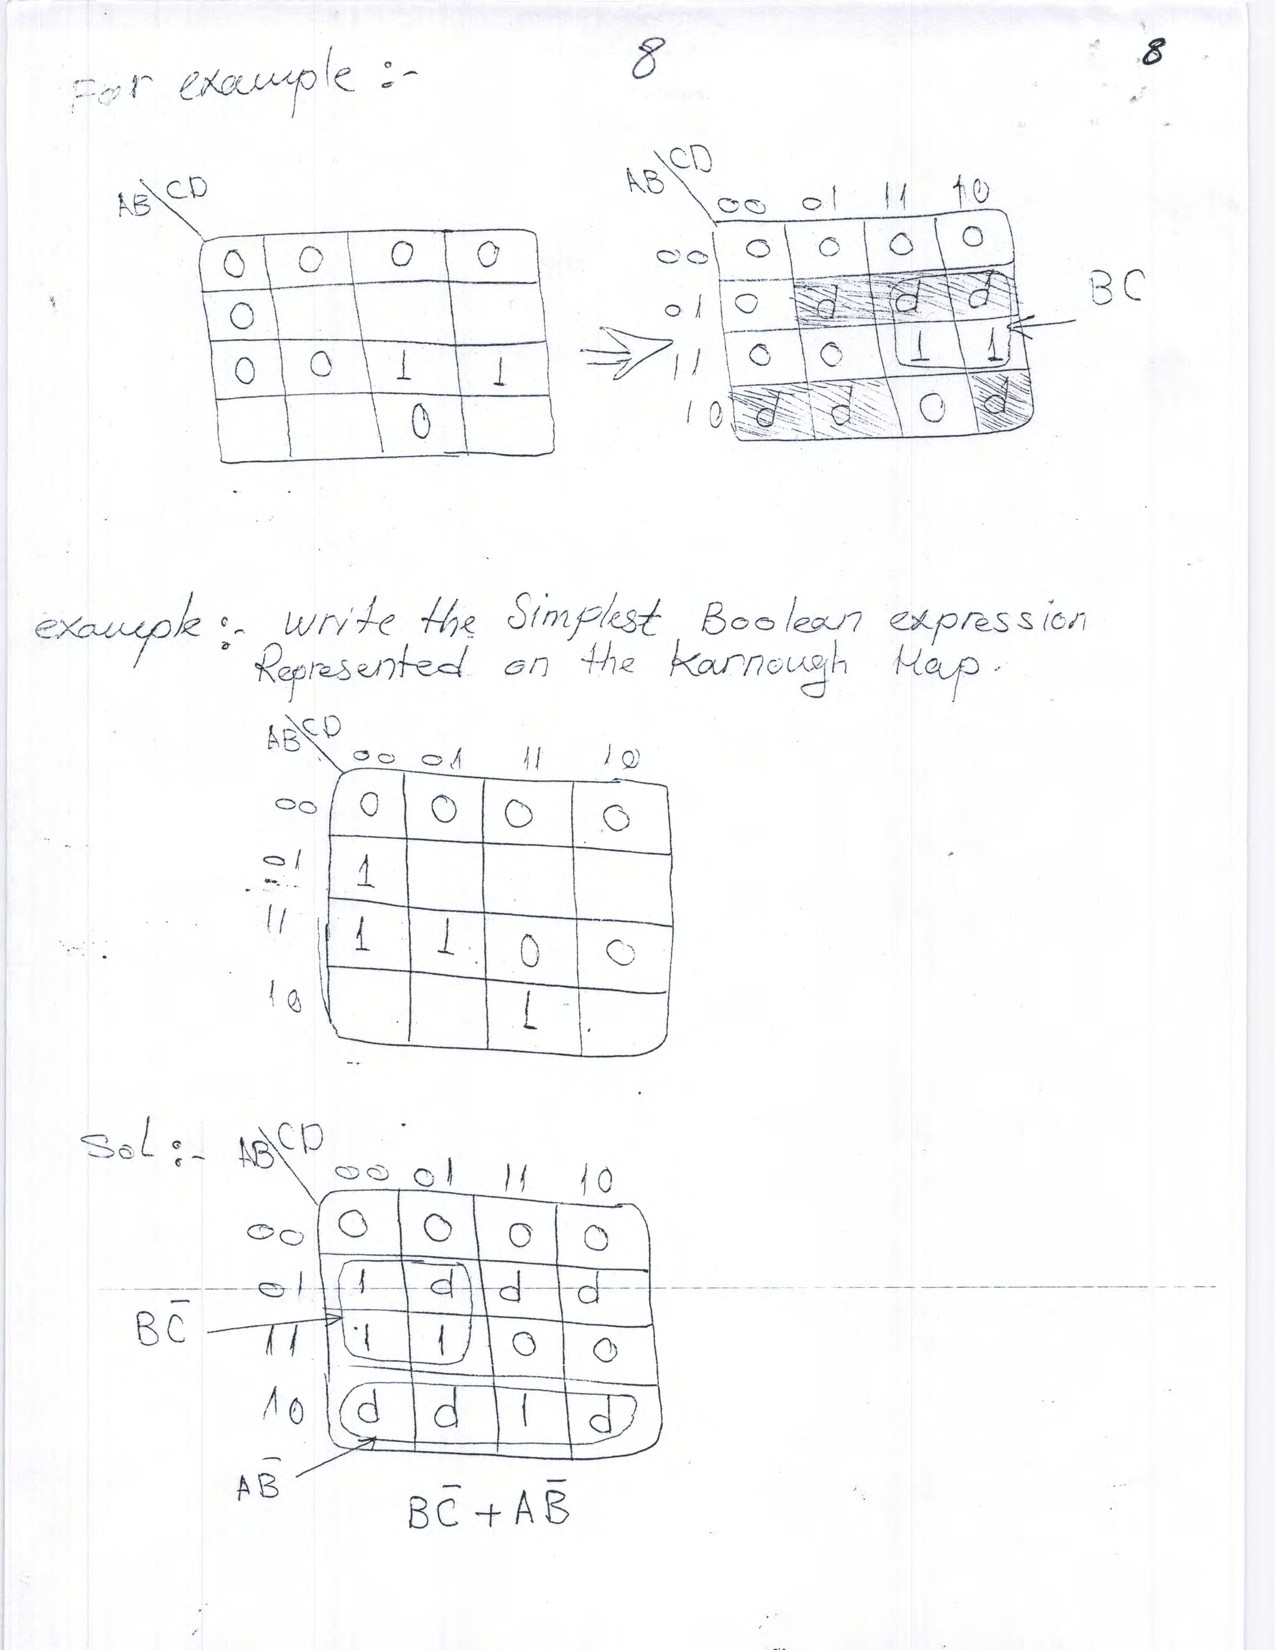 8 8
For example :-
AB\CD
0 0 0 0
0
0 0 1 1
0
AB\CD
00 01 11 10
00 0 0 0 0
01 0 d d d
11 0 0 1 1
10 d d 0 d
BC
example :- write the Simplest Boolean expression
Represented on the Karnough Map.
AB\CD
00 01 11 10
00 0 0 0 0
01 1
11 1 1 0 0
10 1
Sol :- AB\CD
00 01 11 10
00 0 0 0 0
01 1 d d d
BC̅
11 1 1 0 0
10 d d 1 d
AB̅
BC̅ + AB̅